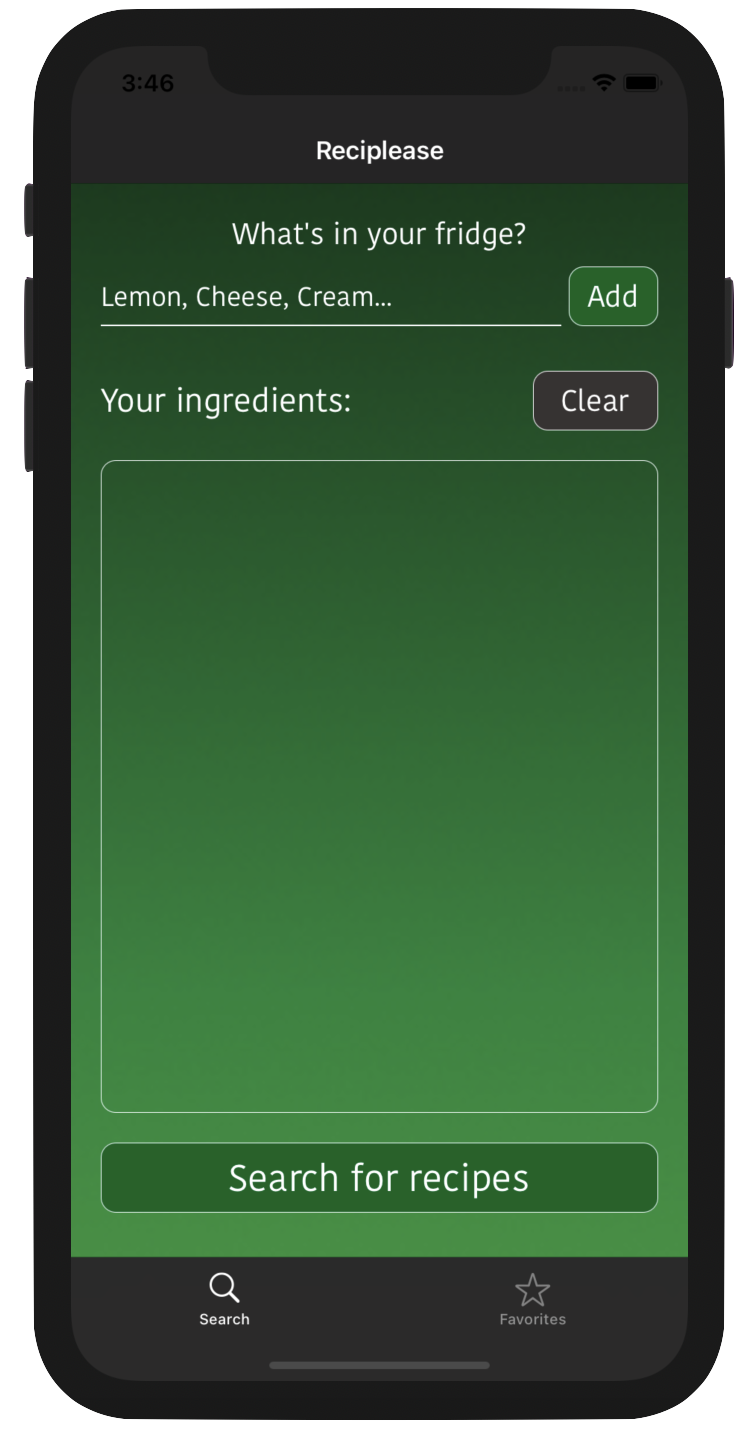 3:46
Reciplease
What's in your fridge?
Lemon, Cheese, Cream...
Add
Your ingredients:
Clear
Search for recipes
Search
Favorites